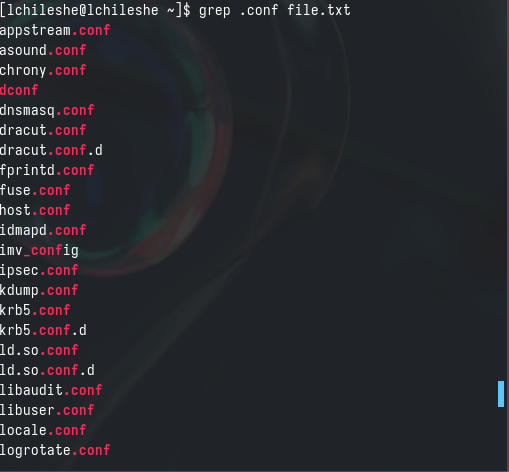 [lchileshe@lchileshe ~]$ grep .conf file.txt
appstream.conf
asound.conf
chrony.conf
dconf
dnsmasq.conf
dracut.conf
dracut.conf.d
fprintd.conf
fuse.conf
host.conf
idmapd.conf
imv_config
ipsec.conf
kdump.conf
krb5.conf
krb5.conf.d
ld.so.conf
ld.so.conf.d
libaudit.conf
libuser.conf
locale.conf
logrotate.conf